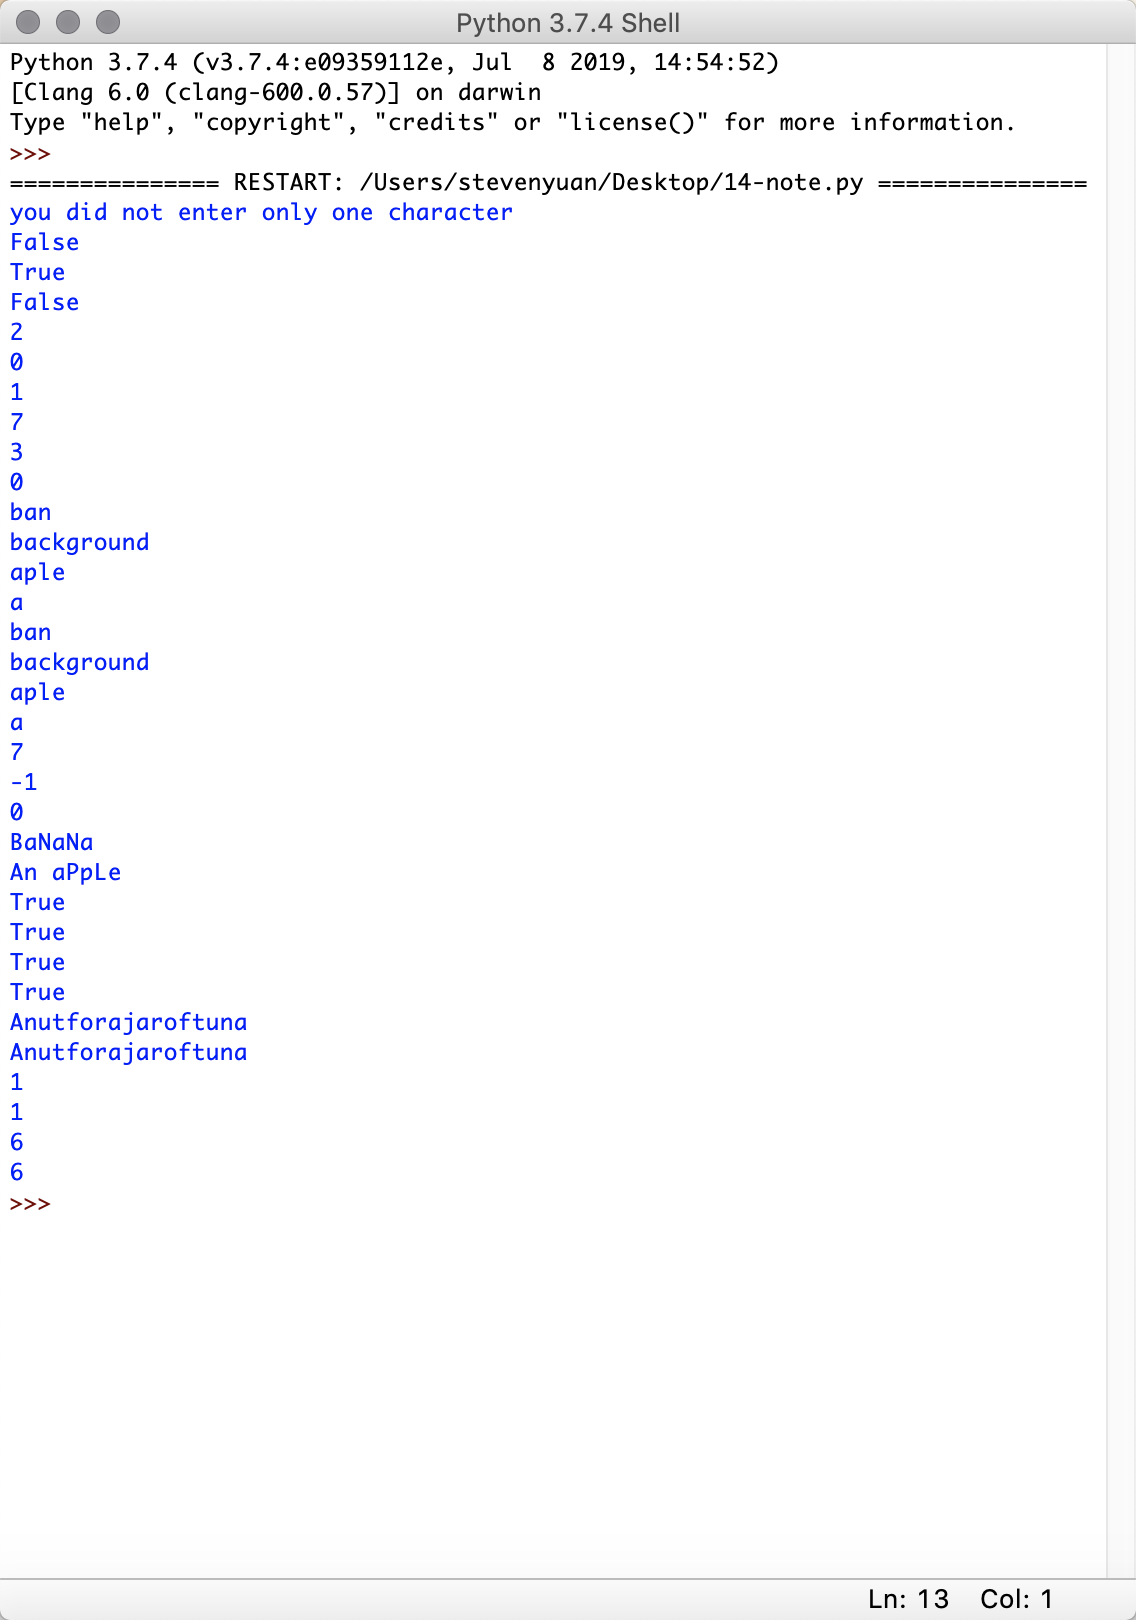 Python 3.7.4 Shell
Python 3.7.4 (v3.7.4:e09359112e, Jul  8 2019, 14:54:52)
[Clang 6.0 (clang-600.0.57)] on darwin
Type "help", "copyright", "credits" or "license()" for more information.
>>>
=============== RESTART: /Users/stevenyuan/Desktop/14-note.py ===============
you did not enter only one character
False
True
False
2
0
1
7
3
0
ban
background
aple
a
ban
background
aple
a
7
-1
0
BaNaNa
An aPpLe
True
True
True
True
Anutforajaroftuna
Anutforajaroftuna
1
1
6
6
>>>
Ln: 13  Col: 1